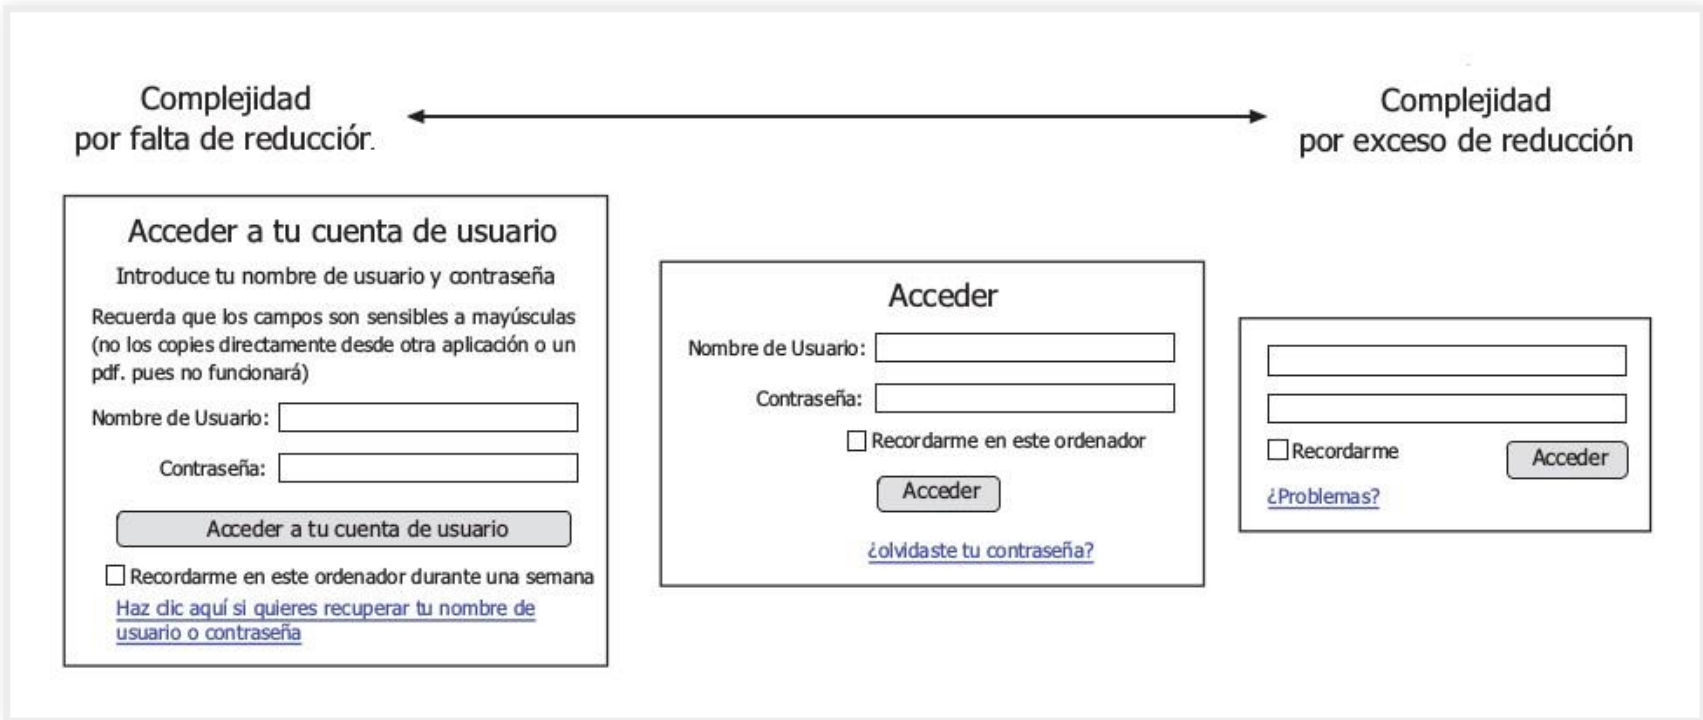 Complejidad
por falta de reducciór.
Complejidad
por exceso de reducción
Acceder a tu cuenta de usuario
Introduce tu nombre de usuario y contraseña
Recuerda que los campos son sensibles a mayúsculas
(no los copies directamente desde otra aplicación o un
pdf. pues no funcionará)
Nombre de Usuario:
Contraseña:
Acceder a tu cuenta de usuario
Recordarme en este ordenador durante una semana
Haz clic aquí si quieres recuperar tu nombre de
usuario o contraseña
Acceder
Nombre de Usuario:
Contraseña:
Recordarme en este ordenador
Acceder
¿olvidaste tu contraseña?
Recordarme
Acceder
¿Problemas?